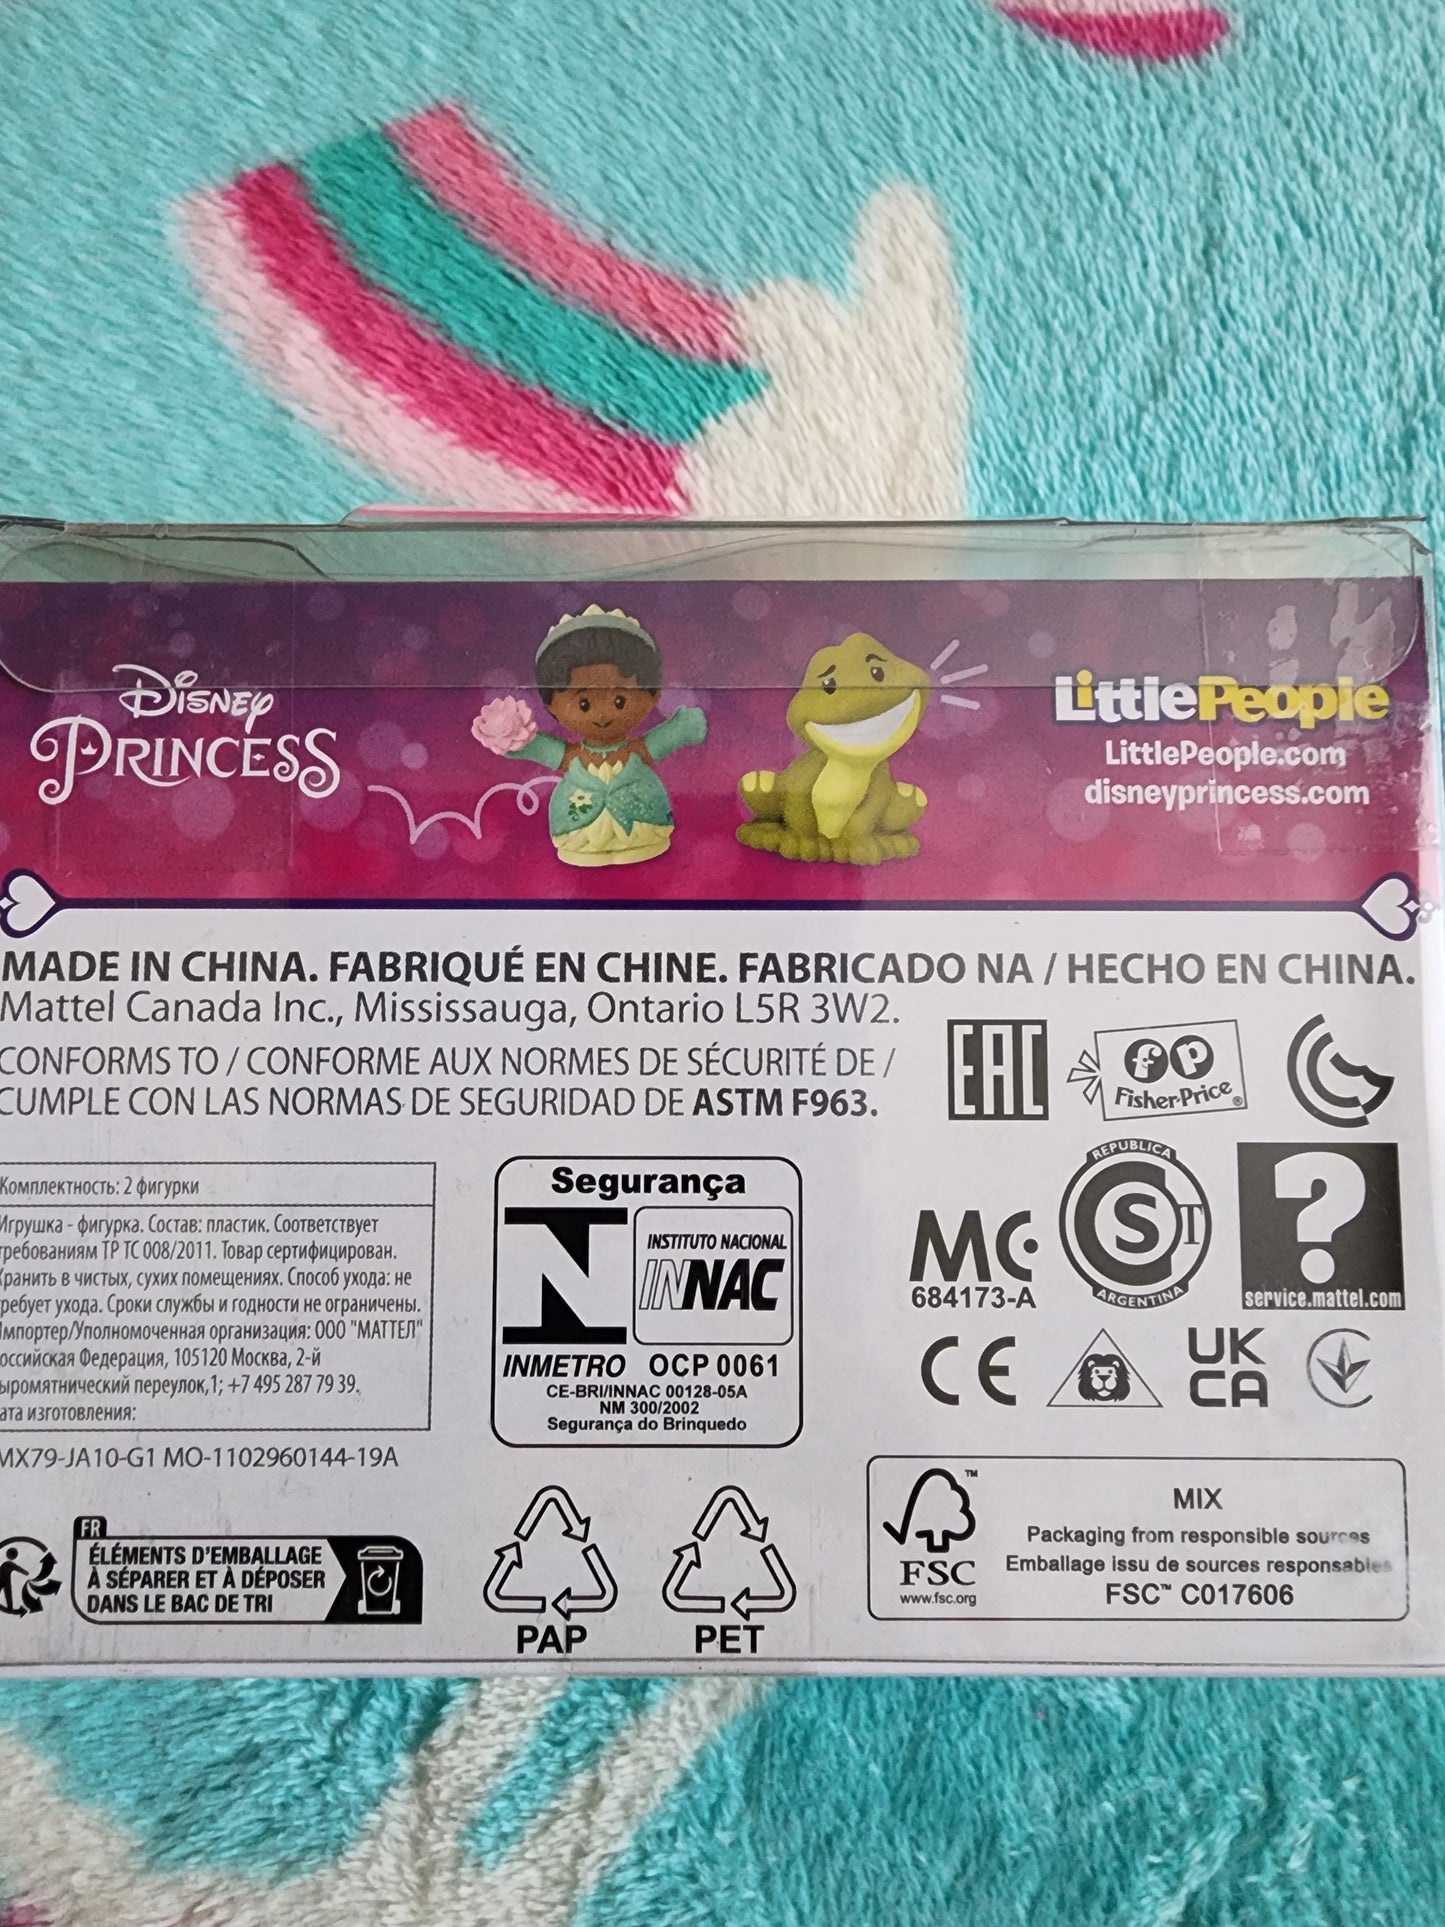 Disney
PRINCESS
LittlePeople
LittlePeople.com
disneyprincess.com
MADE IN CHINA. FABRIQUÉ EN CHINE. FABRICADO NA / HECHO EN CHINA.
Mattel Canada Inc., Mississauga, Ontario L5R 3W2.
CONFORMS TO / CONFORME AUX NORMES DE SÉCURITÉ DE /
CUMPLE CON LAS NORMAS DE SEGURIDAD DE ASTM F963.
EAC
fp
Fisher-Price®
Комплектность: 2 фигурки
Игрушка - фигурка. Состав: пластик. Соответствует
требованиям ТР ТС 008/2011. Товар сертифицирован.
Хранить в чистых, сухих помещениях. Способ ухода: не
требует ухода. Сроки службы и годности не ограничены.
Импортер/Уполномоченная организация: ООО "МАТТЕЛ"
оссийская Федерация, 105120 Москва, 2-й
ыромятнический переулок,1; +7 495 287 79 39.
ата изготовления:
MX79-JA10-G1 MO-1102960144-19A
Segurança
INSTITUTO NACIONAL
INNAC
INMETRO OCP 0061
CE-BRI/INNAC 00128-05A
NM 300/2002
Segurança do Brinquedo
MC
684173-A
REPUBLICA
S T
ARGENTINA
?
service.mattel.com
CE
UK
CA
FR
ÉLÉMENTS D'EMBALLAGE
À SÉPARER ET À DÉPOSER
DANS LE BAC DE TRI
PAP
PET
FSC™
www.fsc.org
MIX
Packaging from responsible sources
Emballage issu de sources responsables
FSC™ C017606